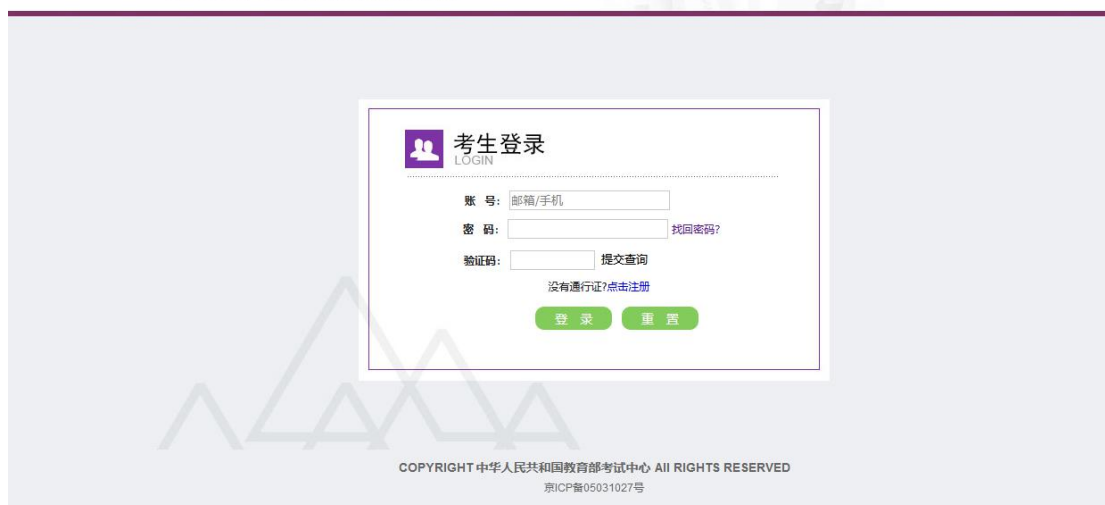 考生登录
LOGIN
账 号: 邮箱/手机
密 码: 找回密码?
验证码: 提交查询
没有通行证?点击注册
登 录 重 置
COPYRIGHT 中华人民共和国教育部考试中心 All RIGHTS RESERVED
京ICP备05031027号